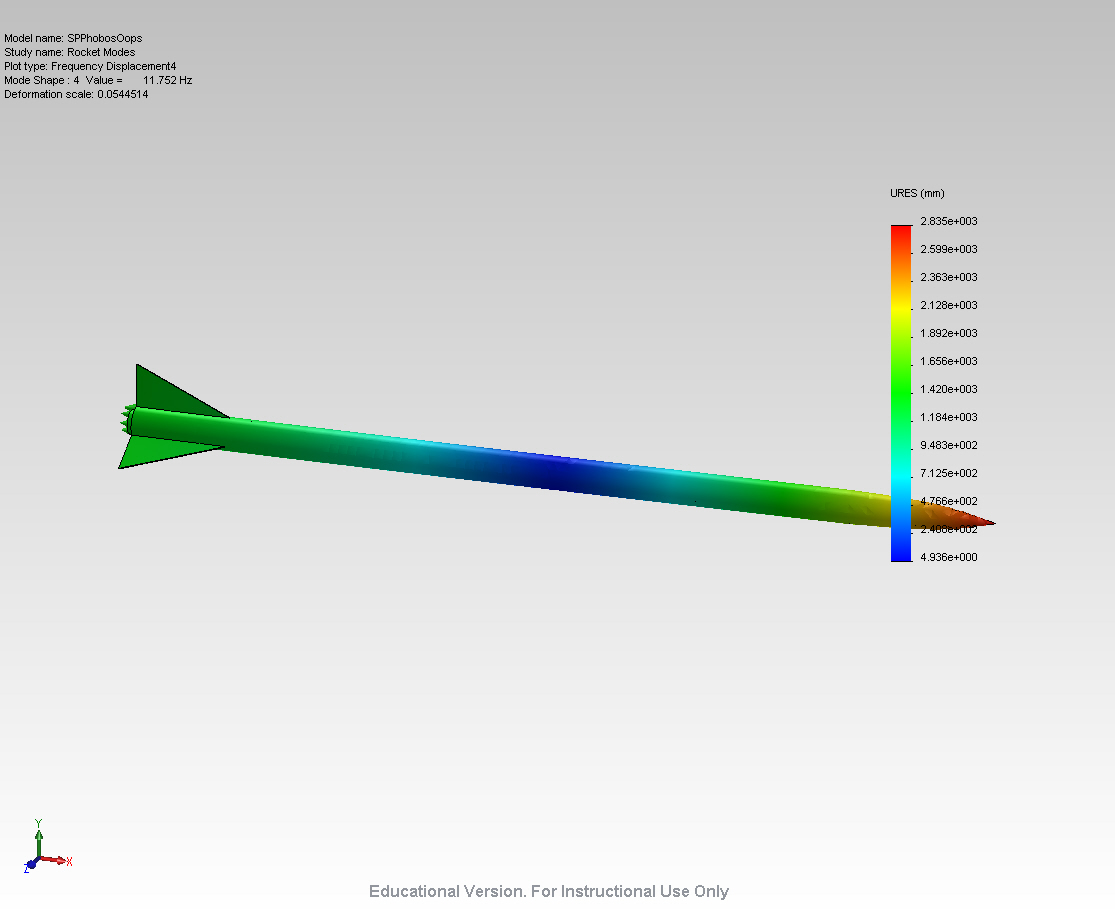 Model name: SPPhobosOops
Study name: Rocket Modes
Plot type: Frequency Displacement4
Mode Shape : 4 Value = 11.752 Hz
Deformation scale: 0.0544514
URES (mm)
2.835e+003
2.599e+003
2.363e+003
2.128e+003
1.892e+003
1.656e+003
1.420e+003
1.184e+003
9.483e+002
7.125e+002
4.766e+002
4.936e+000
Y
X
Z
Educational Version. For Instructional Use Only